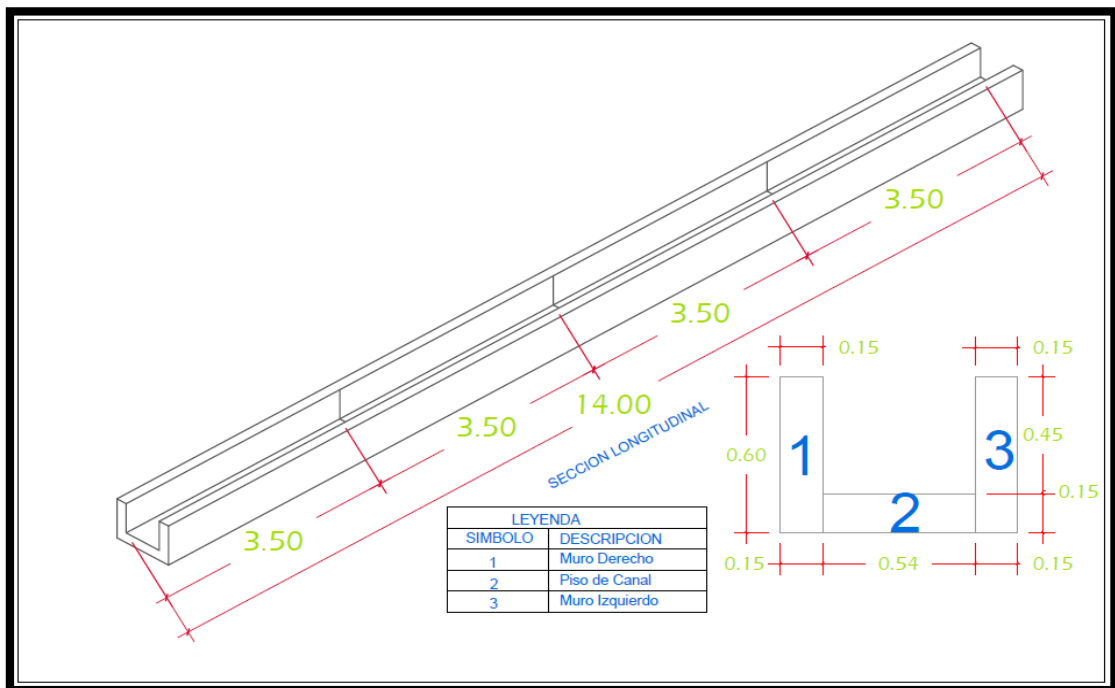 3.50
3.50
0.15 0.15
14.00
3.50
SECCION LONGITUDINAL
0.60
1
3
0.45
0.15
2
3.50
LEYENDA
SIMBOLO DESCRIPCION
1 Muro Derecho
2 Piso de Canal
3 Muro Izquierdo
0.15 0.54 0.15